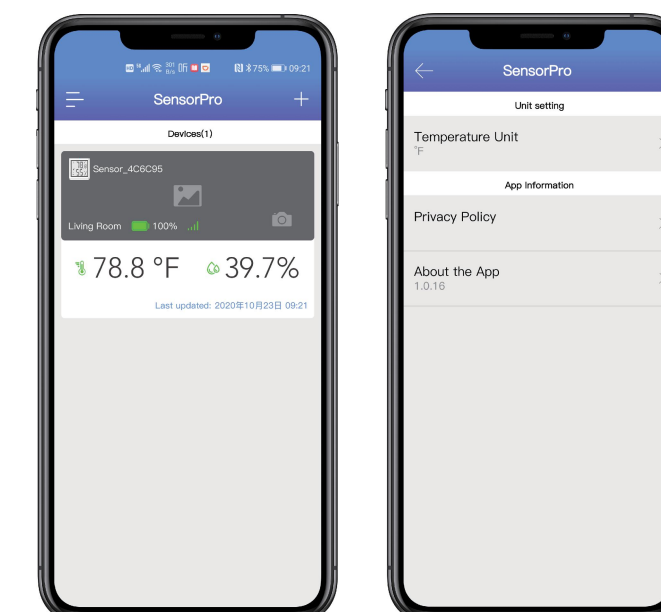 75% 09:21
SensorPro
Devices(1)
Sensor_4C6C95
Living Room 100%
78.8 °F 39.7%
Last updated: 2020年10月23日 09:21
SensorPro
Unit setting
Temperature Unit
°F
App Information
Privacy Policy
About the App
1.0.16